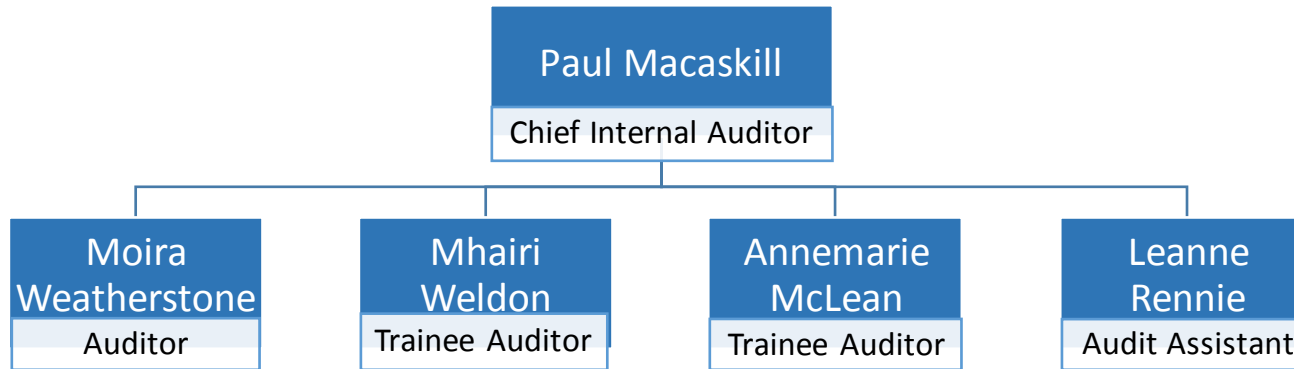 Paul Macaskill
Chief Internal Auditor
Moira
Weatherstone
Auditor
Mhairi
Weldon
Trainee Auditor
Annemarie
McLean
Trainee Auditor
Leanne
Rennie
Audit Assistant